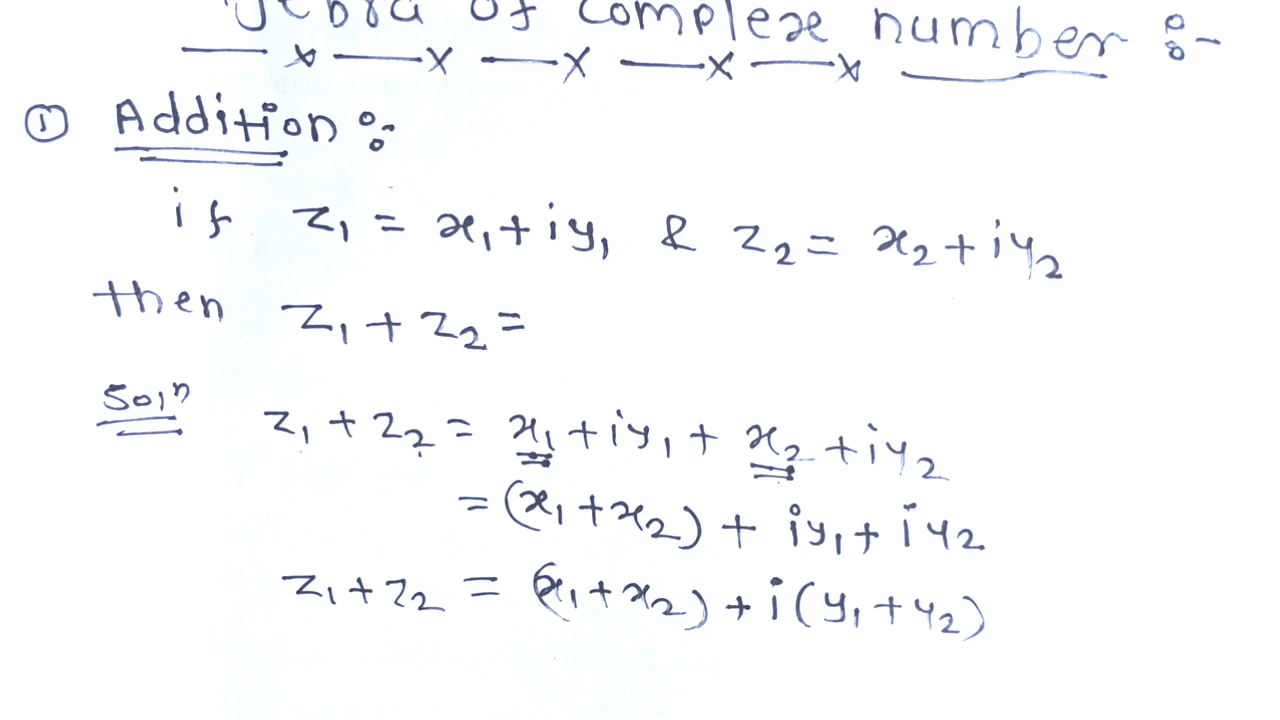 of complex number :-
① Addition :-
if z₁ = x₁ + iy₁ & z₂ = x₂ + iy₂
then z₁ + z₂ =
Solⁿ z₁ + z₂ = x₁ + iy₁ + x₂ + iy₂
= (x₁ + x₂) + iy₁ + iy₂
z₁ + z₂ = (x₁ + x₂) + i(y₁ + y₂)